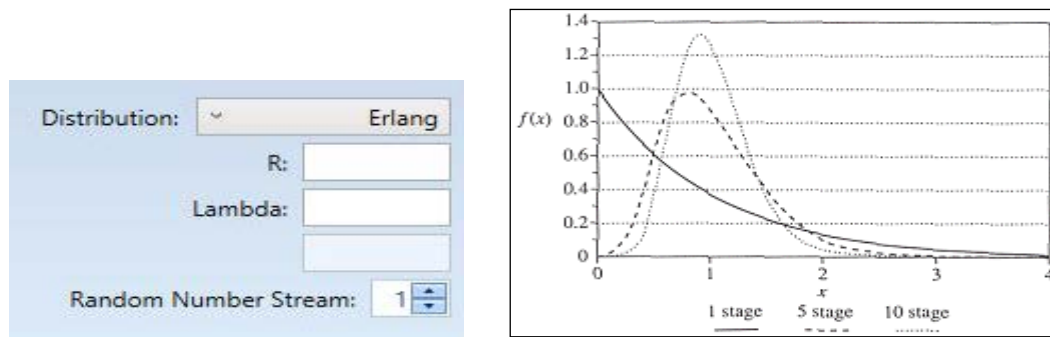 Distribution: Erlang
R:
Lambda:
Random Number Stream: 1
1.4
1.2
1.0
f(x) 0.8
0.6
0.4
0.2
0
0 1 2 3 4
x
1 stage 5 stage 10 stage